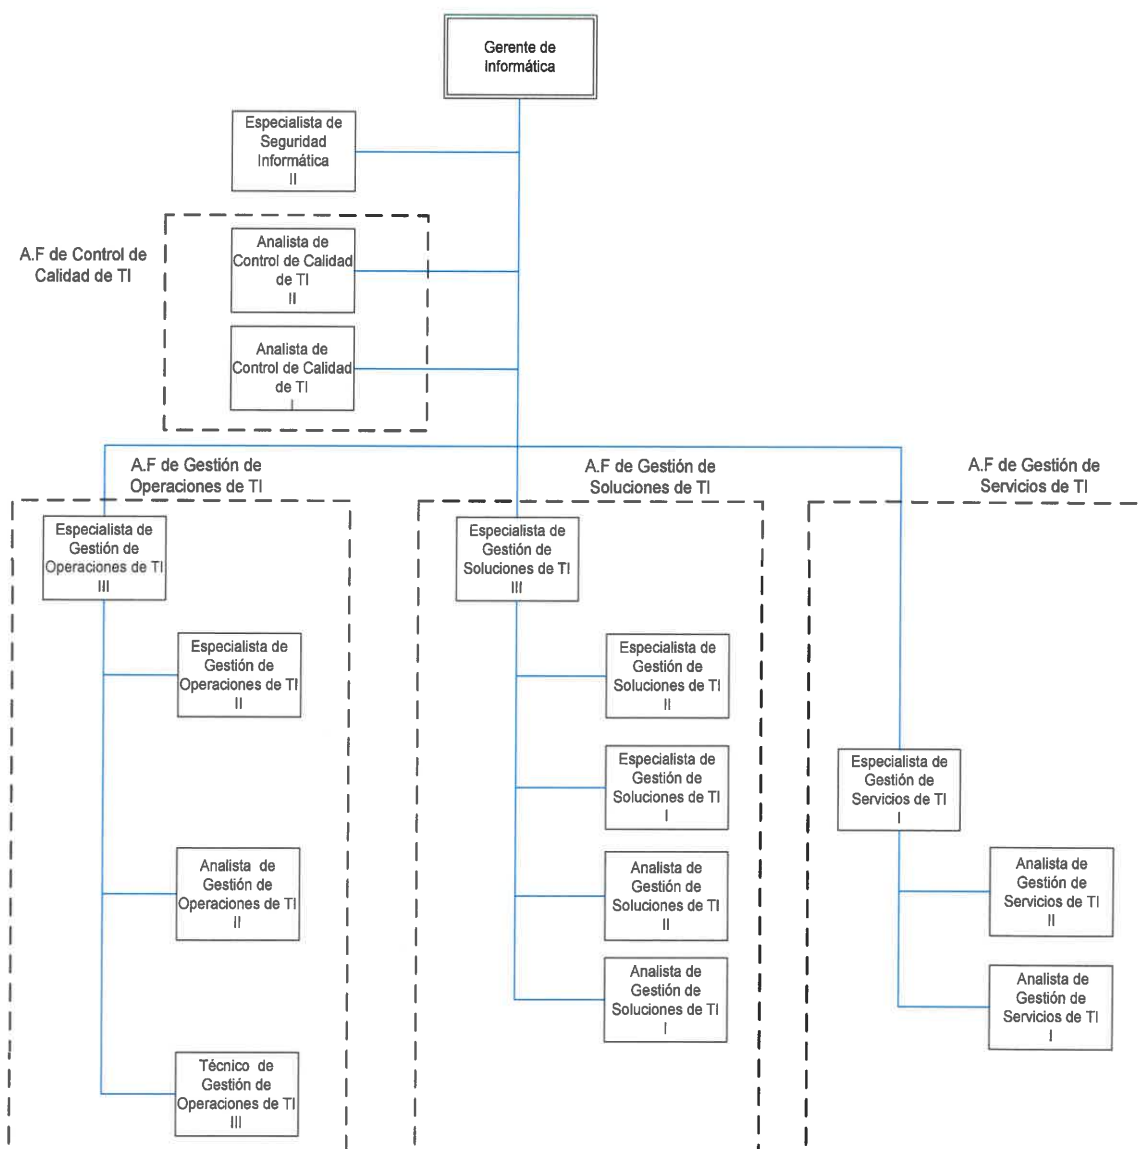 Gerente de
Informática
Especialista de
Seguridad
Informática
II
A.F de Control de
Calidad de TI
Analista de
Control de Calidad
de TI
II
Analista de
Control de Calidad
de TI
I
A.F de Gestión de
Operaciones de TI
A.F de Gestión de
Soluciones de TI
A.F de Gestión de
Servicios de TI
Especialista de
Gestión de
Operaciones de TI
III
Especialista de
Gestión de
Operaciones de TI
II
Analista de
Gestión de
Operaciones de TI
II
Técnico de
Gestión de
Operaciones de TI
III
Especialista de
Gestión de
Soluciones de TI
III
Especialista de
Gestión de
Soluciones de TI
II
Especialista de
Gestión de
Soluciones de TI
I
Analista de
Gestión de
Soluciones de TI
II
Analista de
Gestión de
Soluciones de TI
I
Especialista de
Gestión de
Servicios de TI
I
Analista de
Gestión de
Servicios de TI
II
Analista de
Gestión de
Servicios de TI
I